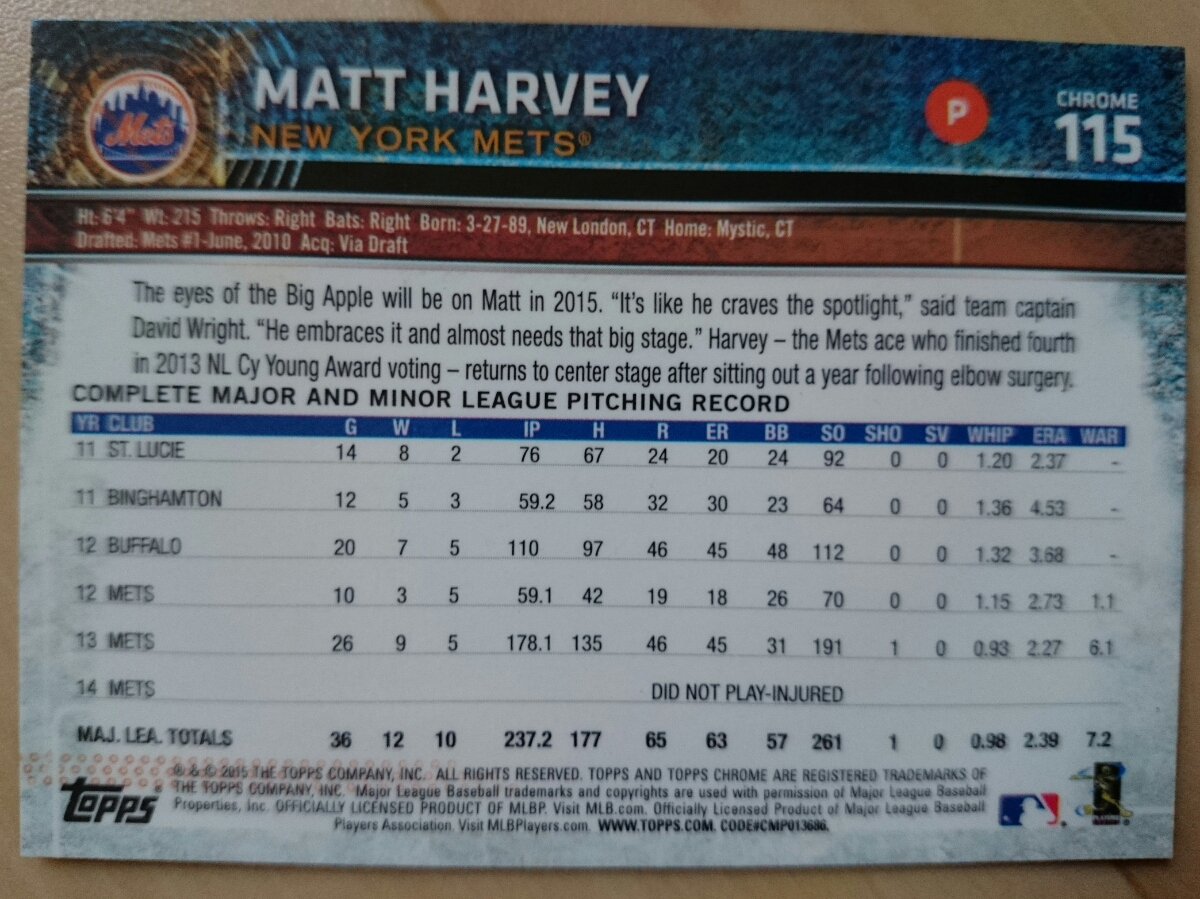 Mets
MATT HARVEY
NEW YORK METS®
P
CHROME
115
Ht: 6'4" Wt: 215 Throws: Right Bats: Right Born: 3-27-89, New London, CT Home: Mystic, CT
Drafted: Mets #1-June, 2010 Acq: Via Draft
The eyes of the Big Apple will be on Matt in 2015. “It’s like he craves the spotlight,” said team captain
David Wright. “He embraces it and almost needs that big stage.” Harvey – the Mets ace who finished fourth
in 2013 NL Cy Young Award voting – returns to center stage after sitting out a year following elbow surgery.
COMPLETE MAJOR AND MINOR LEAGUE PITCHING RECORD
YR CLUB G W L IP H R ER BB SO SHO SV WHIP ERA WAR
11 ST. LUCIE 14 8 2 76 67 24 20 24 92 0 0 1.20 2.37 -
11 BINGHAMTON 12 5 3 59.2 58 32 30 23 64 0 0 1.36 4.53 -
12 BUFFALO 20 7 5 110 97 46 45 48 112 0 0 1.32 3.68 -
12 METS 10 3 5 59.1 42 19 18 26 70 0 0 1.15 2.73 1.1
13 METS 26 9 5 178.1 135 46 45 31 191 1 0 0.93 2.27 6.1
14 METS DID NOT PLAY-INJURED
MAJ. LEA. TOTALS 36 12 10 237.2 177 65 63 57 261 1 0 0.98 2.39 7.2
® & © 2015 THE TOPPS COMPANY, INC. ALL RIGHTS RESERVED. TOPPS AND TOPPS CHROME ARE REGISTERED TRADEMARKS OF
THE TOPPS COMPANY, INC. Major League Baseball trademarks and copyrights are used with permission of Major League Baseball
Properties, Inc. OFFICIALLY LICENSED PRODUCT OF MLBP. Visit MLB.com. Officially Licensed Product of Major League Baseball
Players Association. Visit MLBPlayers.com. WWW.TOPPS.COM. CODE#CMP013686.
topps®